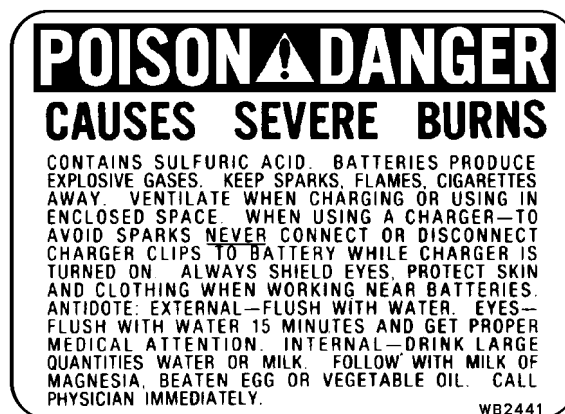 POISON⚠DANGER
CAUSES SEVERE BURNS
CONTAINS SULFURIC ACID. BATTERIES PRODUCE
EXPLOSIVE GASES. KEEP SPARKS, FLAMES, CIGARETTES
AWAY. VENTILATE WHEN CHARGING OR USING IN
ENCLOSED SPACE. WHEN USING A CHARGER—TO
AVOID SPARKS NEVER CONNECT OR DISCONNECT
CHARGER CLIPS TO BATTERY WHILE CHARGER IS
TURNED ON. ALWAYS SHIELD EYES, PROTECT SKIN
AND CLOTHING WHEN WORKING NEAR BATTERIES.
ANTIDOTE: EXTERNAL—FLUSH WITH WATER. EYES—
FLUSH WITH WATER 15 MINUTES AND GET PROPER
MEDICAL ATTENTION. INTERNAL—DRINK LARGE
QUANTITIES WATER OR MILK. FOLLOW WITH MILK OF
MAGNESIA, BEATEN EGG OR VEGETABLE OIL. CALL
PHYSICIAN IMMEDIATELY.
WB2441